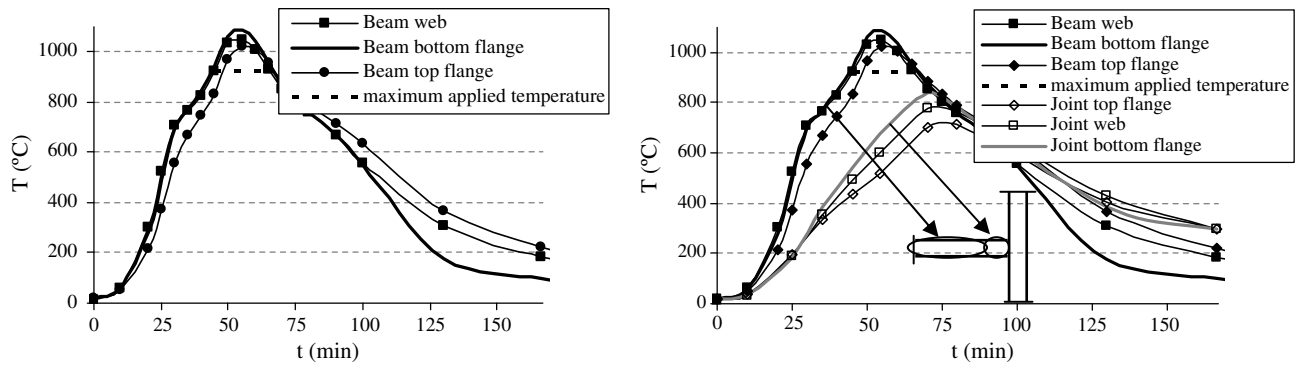 Beam web
Beam bottom flange
Beam top flange
maximum applied temperature
T (ºC)
1000
800
600
400
200
0
0 25 50 75 100 125 150
t (min)
Beam web
Beam bottom flange
Beam top flange
maximum applied temperature
Joint top flange
Joint web
Joint bottom flange
T (ºC)
1000
800
600
400
200
0
0 25 50 75 100 125 150
t (min)